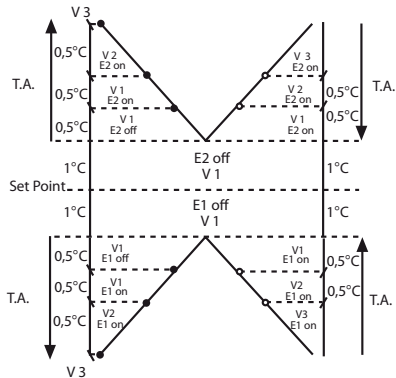 V 3
0,5°C
V 2
E2 on
V 3
E2 on
T.A.
0,5°C
V 1
E2 on
V 2
E2 on
0,5°C
T.A.
0,5°C
V 1
E2 off
V 1
E2 on
0,5°C
1°C
E2 off
V 1
1°C
Set Point
1°C
E1 off
V 1
1°C
0,5°C
V1
E1 off
V1
E1 on
0,5°C
T.A.
0,5°C
V1
E1 on
V2
E1 on
0,5°C
T.A.
0,5°C
V2
E1 on
V3
E1 on
V 3